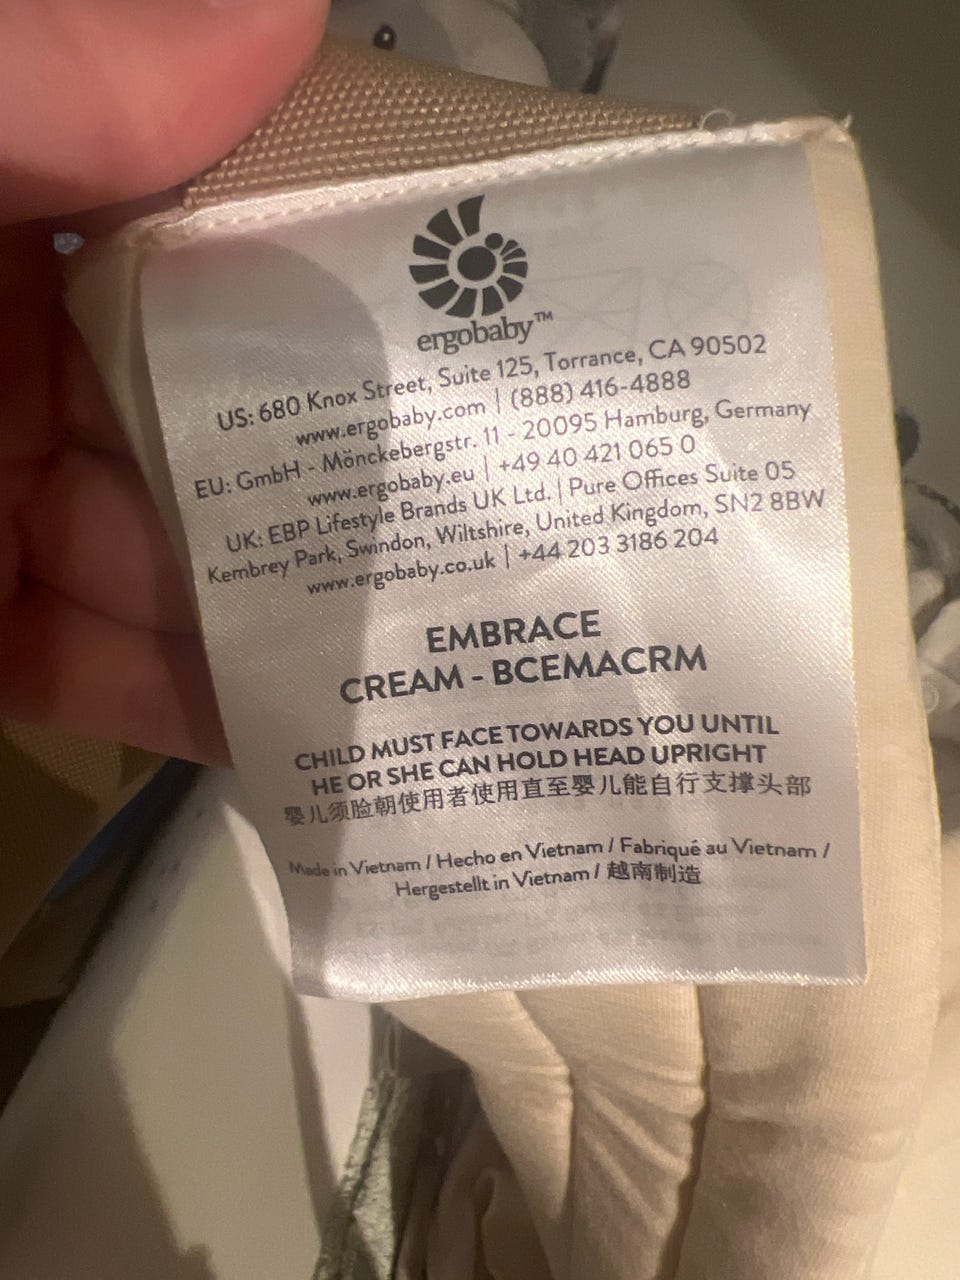 ergobaby™
US: 680 Knox Street, Suite 125, Torrance, CA 90502
www.ergobaby.com | (888) 416-4888
EU: GmbH - Mönckebergstr. 11 - 20095 Hamburg, Germany
www.ergobaby.eu | +49 40 421 065 0
UK: EBP Lifestyle Brands UK Ltd. | Pure Offices Suite 05
Kembrey Park, Swindon, Wiltshire, United Kingdom, SN2 8BW
www.ergobaby.co.uk | +44 203 3186 204
EMBRACE
CREAM - BCEMACRM
CHILD MUST FACE TOWARDS YOU UNTIL
HE OR SHE CAN HOLD HEAD UPRIGHT
婴儿须脸朝使用者使用直至婴儿能自行支撑头部
Made in Vietnam / Hecho en Vietnam / Fabriqué au Vietnam /
Hergestellt in Vietnam / 越南制造